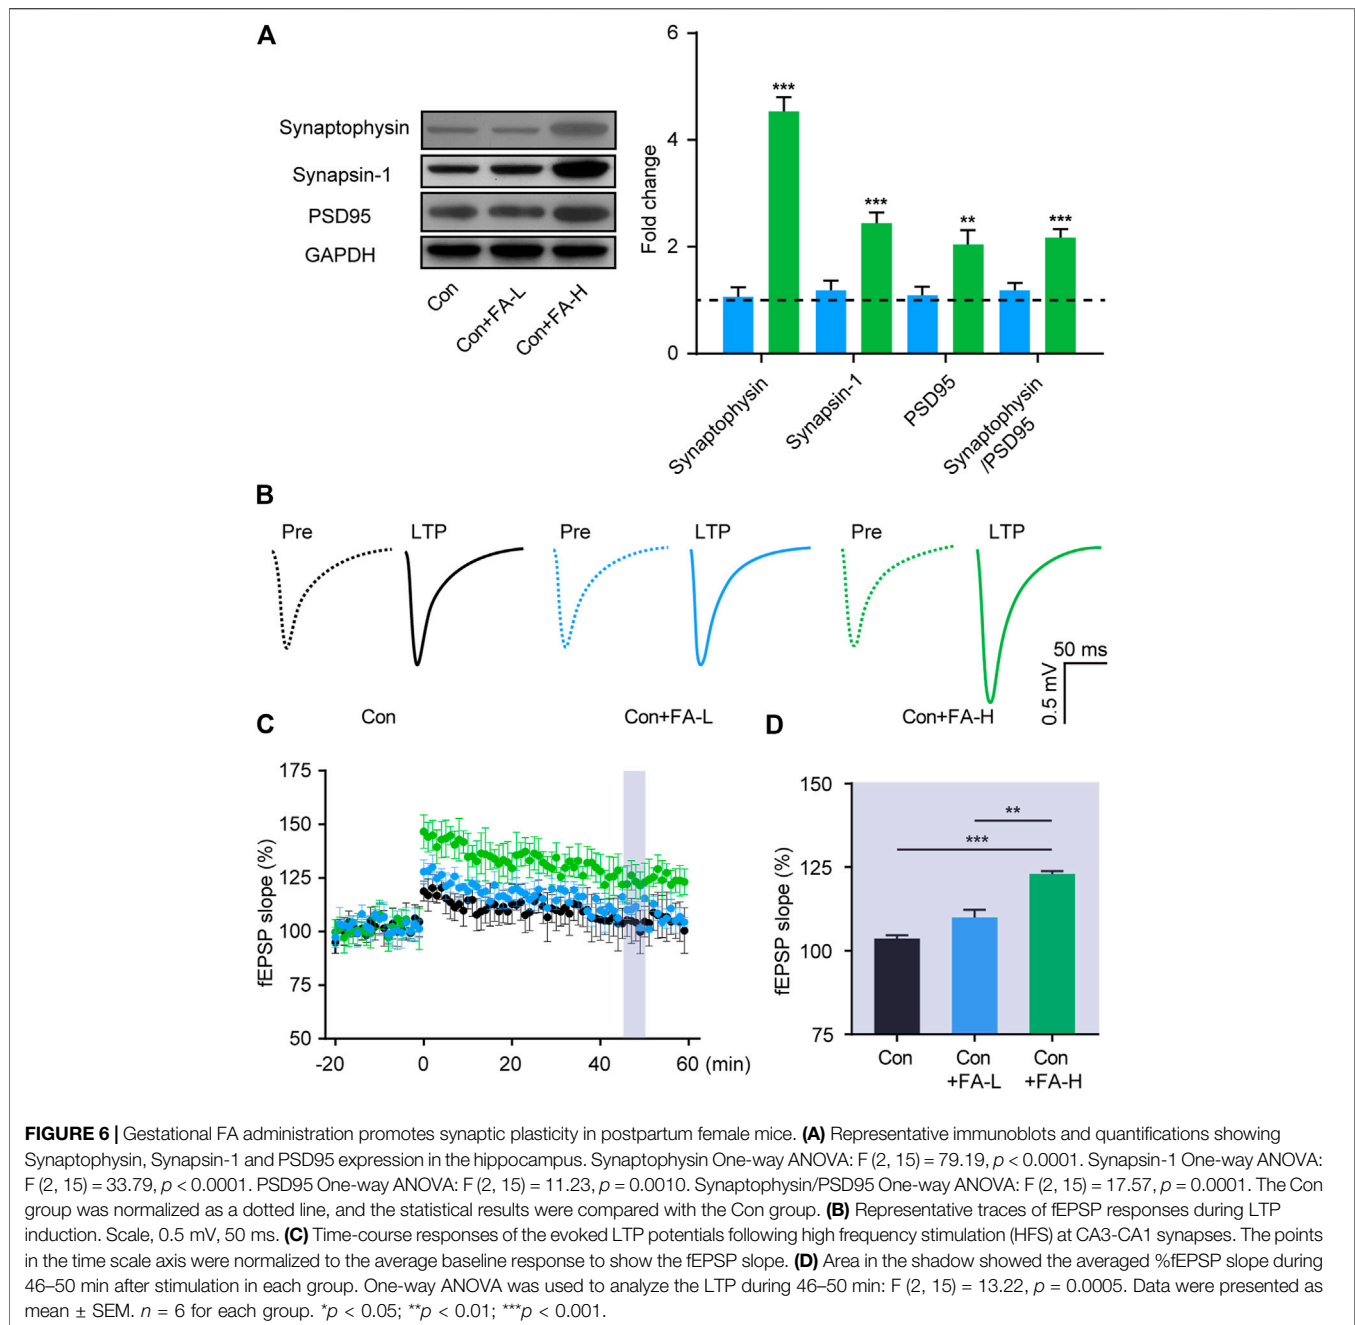 A
Synaptophysin
Synapsin-1
PSD95
GAPDH
Con
Con+FA-L
Con+FA-H
Fold change
6
4
2
0
***
***
**
***
Synaptophysin
Synapsin-1
PSD95
Synaptophysin
/PSD95
B
Pre
LTP
Pre
LTP
Pre
LTP
50 ms
0.5 mV
Con
Con+FA-L
Con+FA-H
C
fEPSP slope (%)
175
150
125
100
75
50
-20
0
20
40
60 (min)
D
fEPSP slope (%)
150
125
100
75
**
***
Con
Con
+FA-L
Con
+FA-H
FIGURE 6 | Gestational FA administration promotes synaptic plasticity in postpartum female mice. (A) Representative immunoblots and quantifications showing
Synaptophysin, Synapsin-1 and PSD95 expression in the hippocampus. Synaptophysin One-way ANOVA: F (2, 15) = 79.19, p < 0.0001. Synapsin-1 One-way ANOVA:
F (2, 15) = 33.79, p < 0.0001. PSD95 One-way ANOVA: F (2, 15) = 11.23, p = 0.0010. Synaptophysin/PSD95 One-way ANOVA: F (2, 15) = 17.57, p = 0.0001. The Con
group was normalized as a dotted line, and the statistical results were compared with the Con group. (B) Representative traces of fEPSP responses during LTP
induction. Scale, 0.5 mV, 50 ms. (C) Time-course responses of the evoked LTP potentials following high frequency stimulation (HFS) at CA3-CA1 synapses. The points
in the time scale axis were normalized to the average baseline response to show the fEPSP slope. (D) Area in the shadow showed the averaged %fEPSP slope during
46–50 min after stimulation in each group. One-way ANOVA was used to analyze the LTP during 46–50 min: F (2, 15) = 13.22, p = 0.0005. Data were presented as
mean ± SEM. n = 6 for each group. *p < 0.05; **p < 0.01; ***p < 0.001.